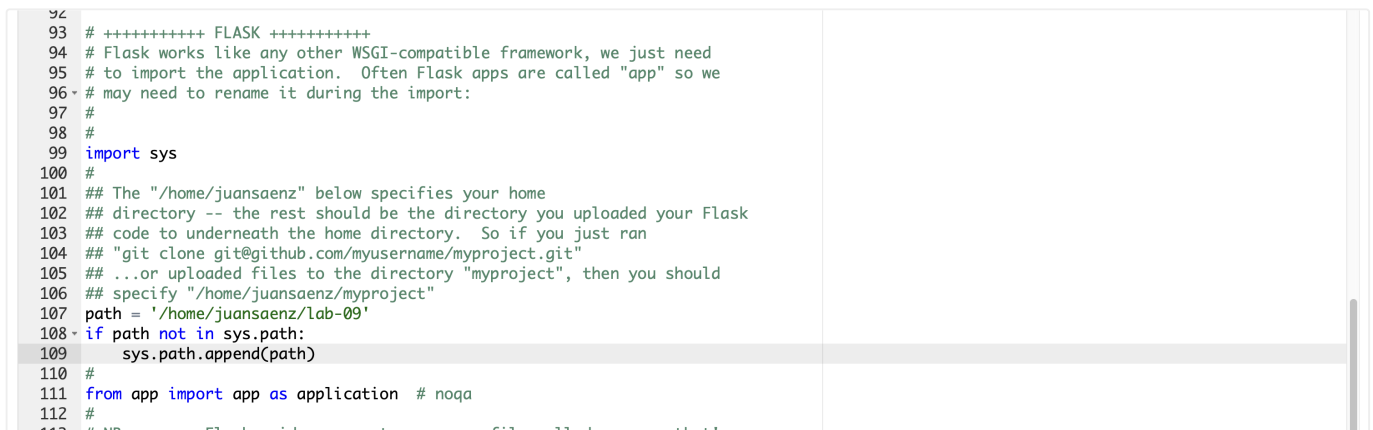 92
93 # +++++++++++ FLASK +++++++++++
94 # Flask works like any other WSGI-compatible framework, we just need
95 # to import the application.  Often Flask apps are called "app" so we
96 # may need to rename it during the import:
97 #
98 #
99 import sys
100 #
101 ## The "/home/juansaenz" below specifies your home
102 ## directory -- the rest should be the directory you uploaded your Flask
103 ## code to underneath the home directory.  So if you just ran
104 ## "git clone git@github.com/myusername/myproject.git"
105 ## ...or uploaded files to the directory "myproject", then you should
106 ## specify "/home/juansaenz/myproject"
107 path = '/home/juansaenz/lab-09'
108 if path not in sys.path:
109     sys.path.append(path)
110 #
111 from app import app as application  # noqa
112 #